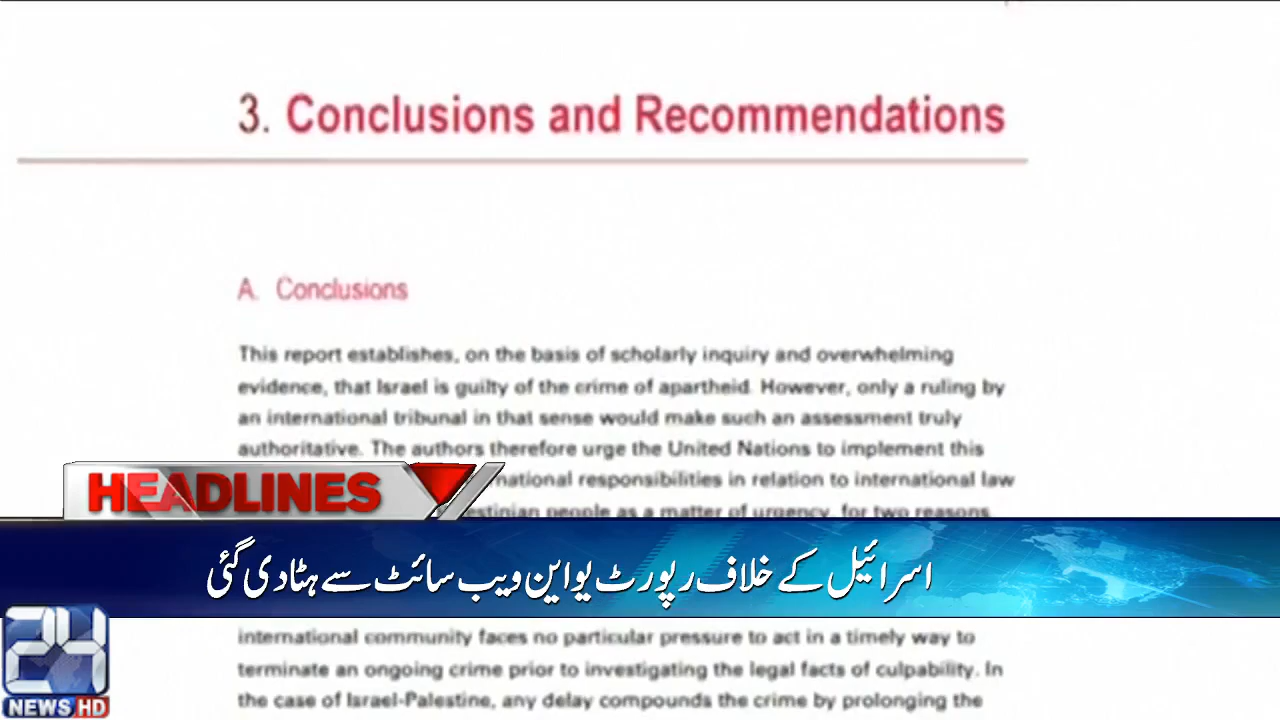 3. Conclusions and Recommendations
A. Conclusions
This report establishes, on the basis of scholarly inquiry and overwhelming
evidence, that Israel is guilty of the crime of apartheid. However, only a ruling by
an international tribunal in that sense would make such an assessment truly
authoritative. The authors therefore urge the United Nations to implement this
HEADLINES
national responsibilities in relation to international law
estinian people as a matter of urgency, for two reasons
اسرائیل کے خلاف رپورٹ یو این ویب سائٹ سے ہٹادی گئی
international community faces no particular pressure to act in a timely way to
terminate an ongoing crime prior to investigating the legal facts of culpability. In
the case of Israel-Palestine, any delay compounds the crime by prolonging the
24
NEWS HD